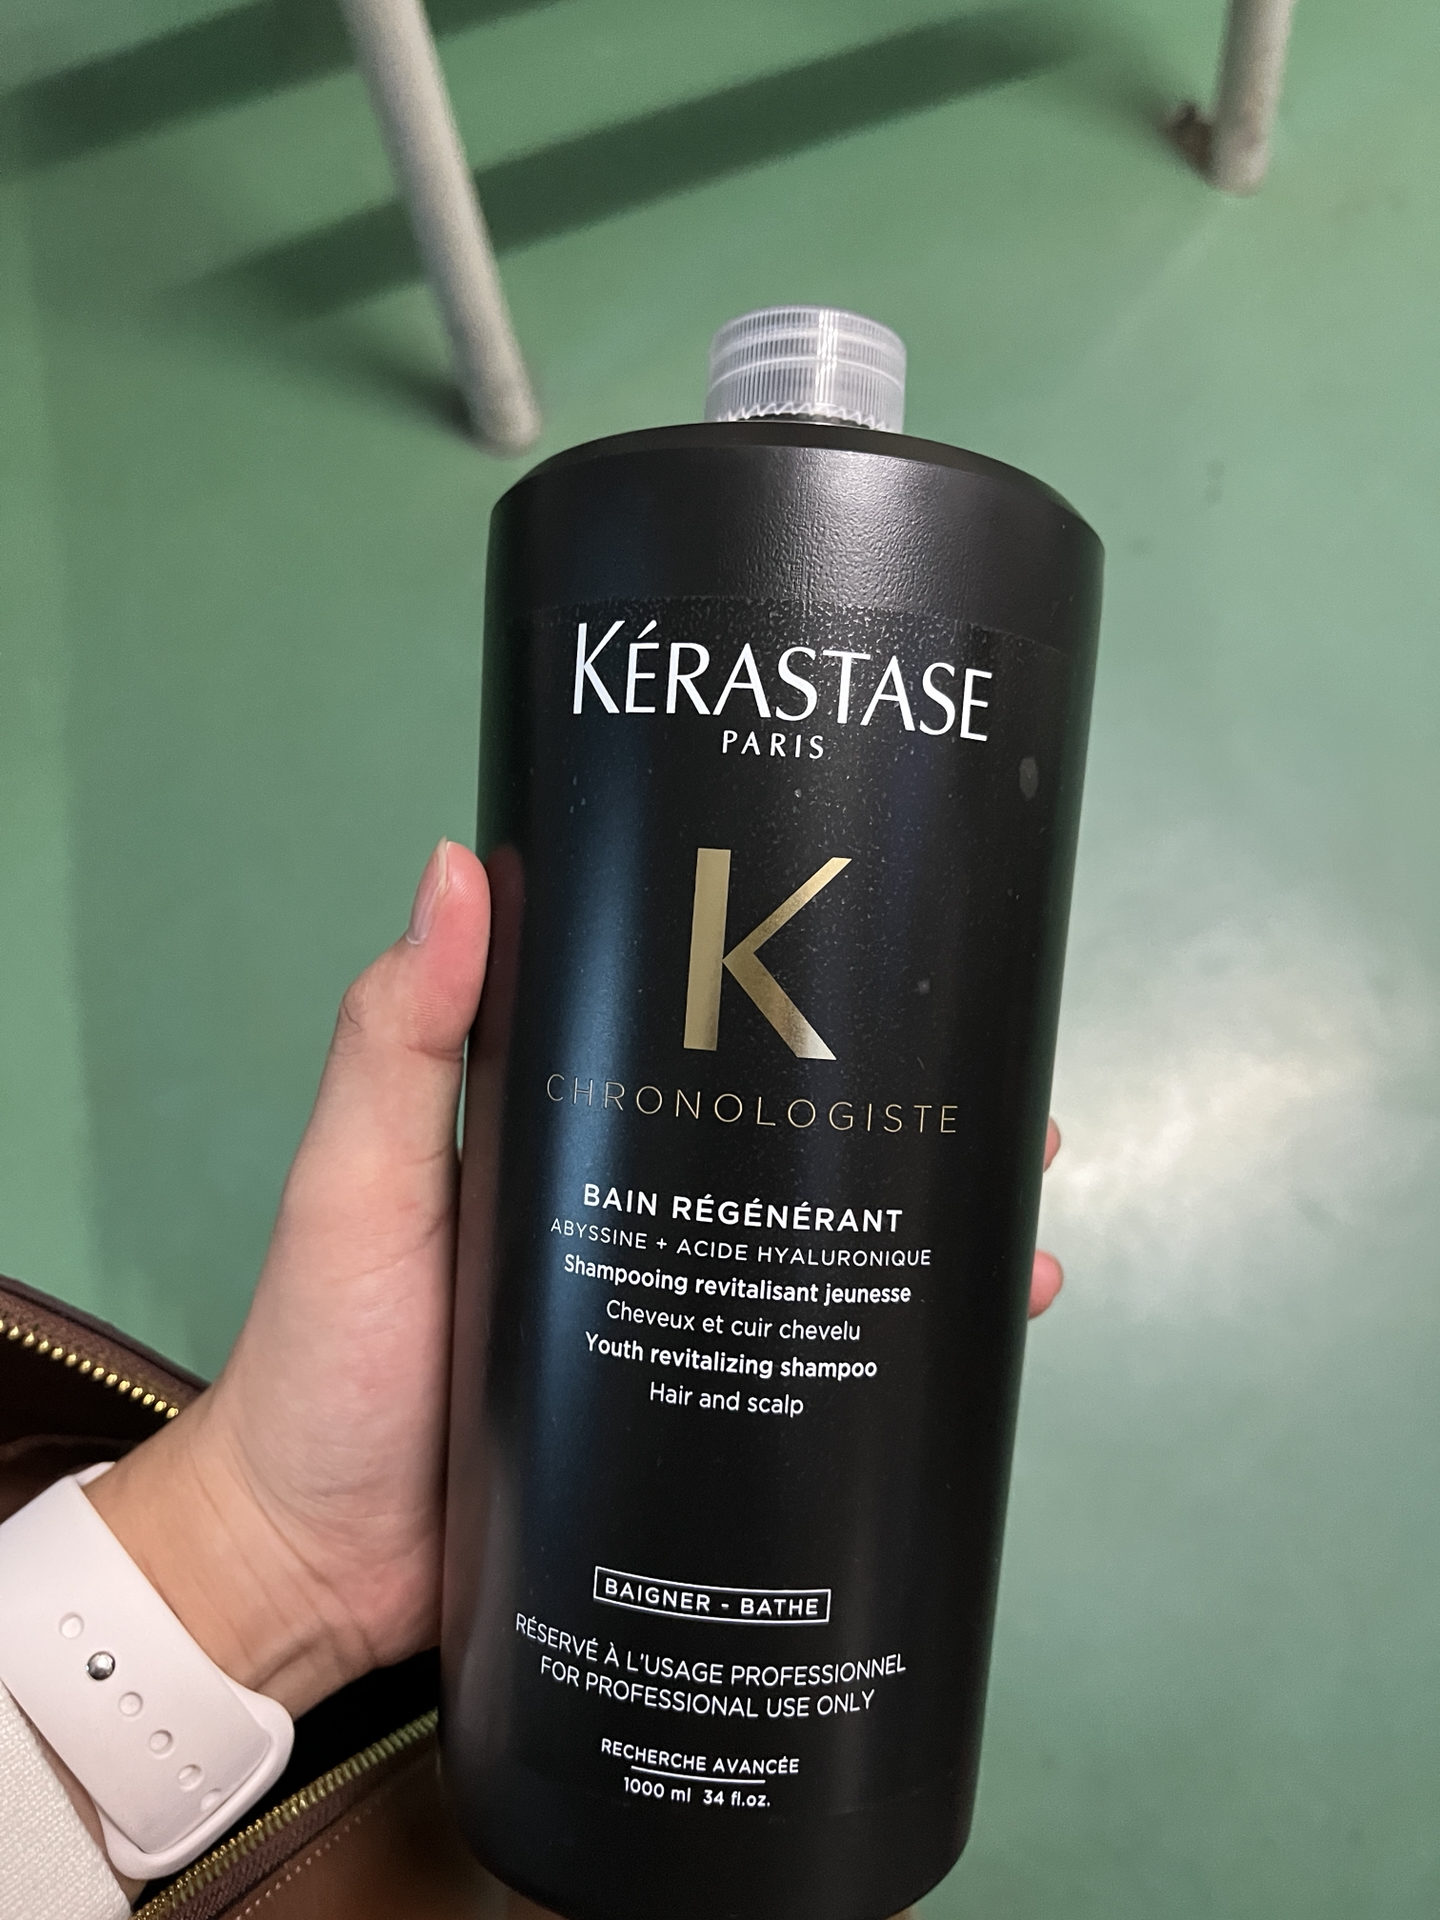 KÉRASTASE
PARIS
K
CHRONOLOGISTE
BAIN RÉGÉNÉRANT
ABYSSINE + ACIDE HYALURONIQUE
Shampooing revitalisant jeunesse
Cheveux et cuir chevelu
Youth revitalizing shampoo
Hair and scalp
BAIGNER - BATHE
RÉSERVÉ À L'USAGE PROFESSIONNEL
FOR PROFESSIONAL USE ONLY
RECHERCHE AVANCÉE
1000 ml 34 fl.oz.